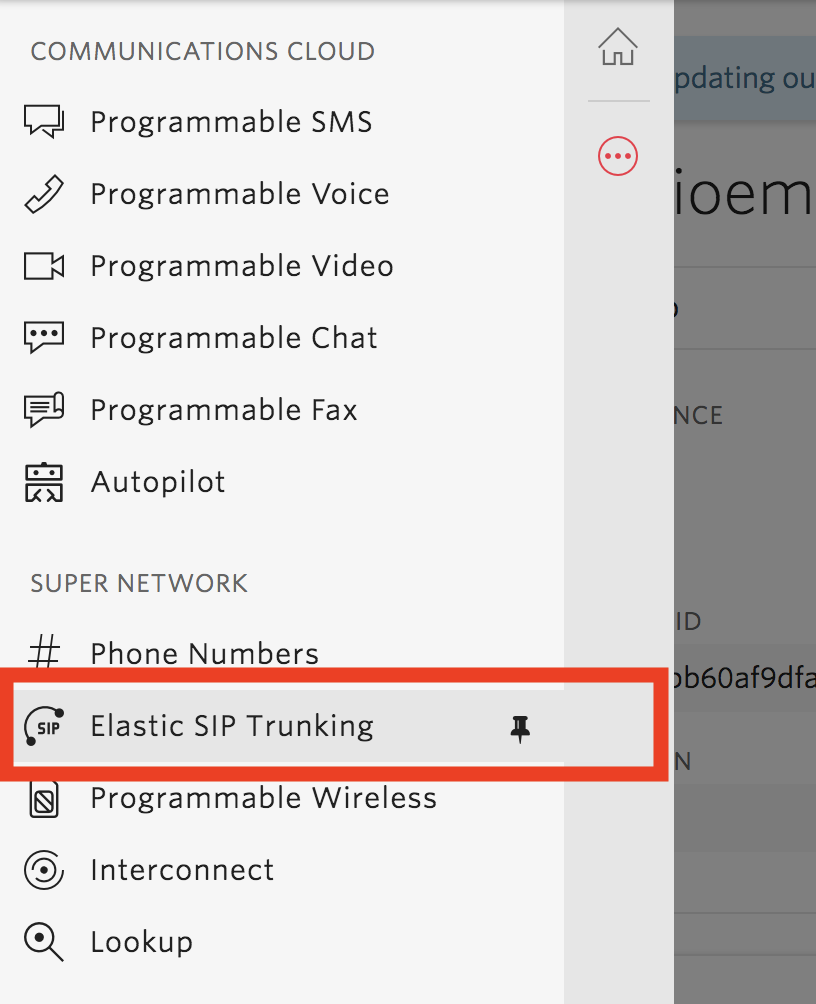 COMMUNICATIONS CLOUD
Programmable SMS
Programmable Voice
Programmable Video
Programmable Chat
Programmable Fax
Autopilot
SUPER NETWORK
Phone Numbers
SIP
Elastic SIP Trunking
Programmable Wireless
Interconnect
Lookup
pdating ou
ioem
NCE
ID
bb60af9dfa
N